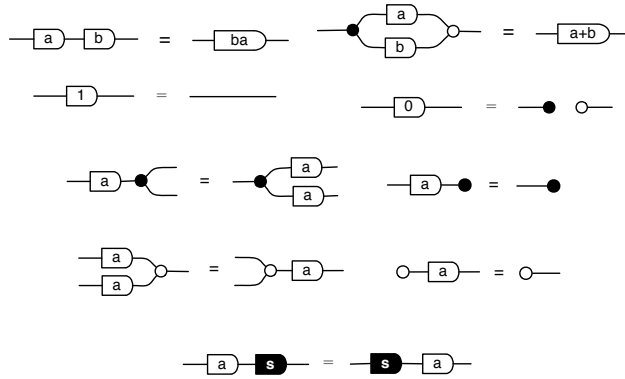 a b = ba
a b = a+b
1 =
0 =
a = a a
a =
a a = a
a =
a s = s a